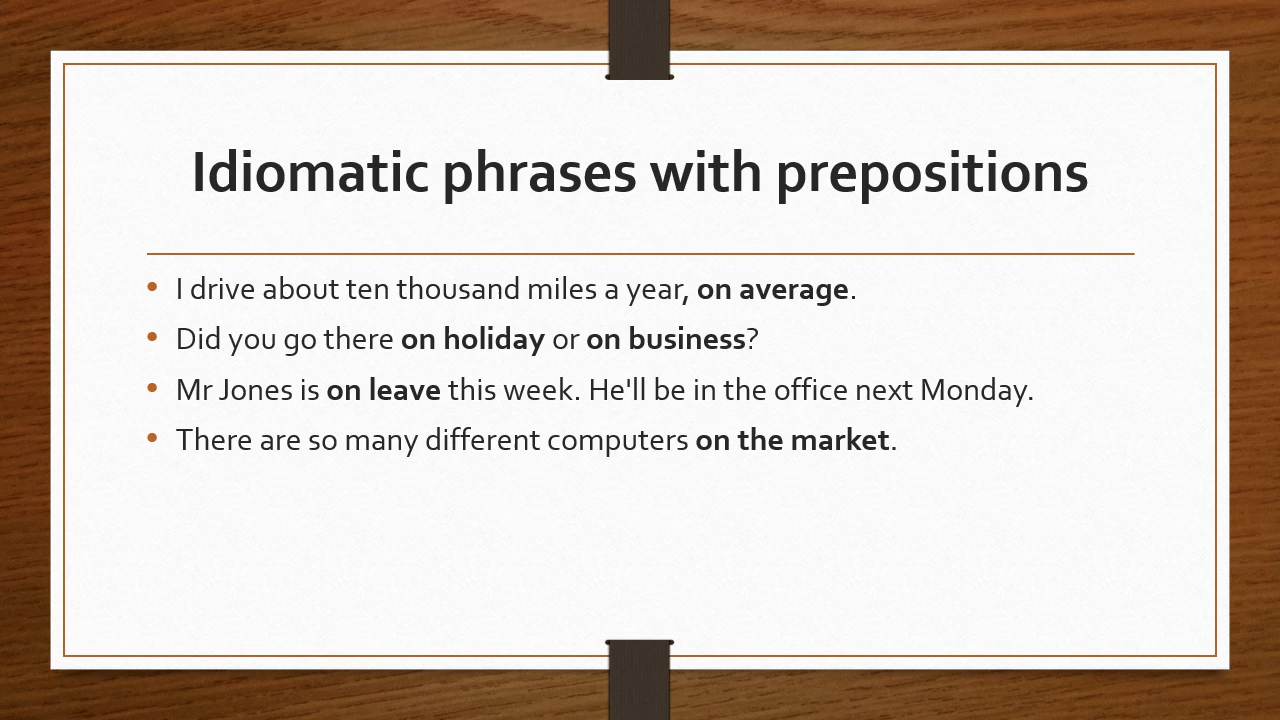 Idiomatic phrases with prepositions
• I drive about ten thousand miles a year, on average.
• Did you go there on holiday or on business?
• Mr Jones is on leave this week. He'll be in the office next Monday.
• There are so many different computers on the market.